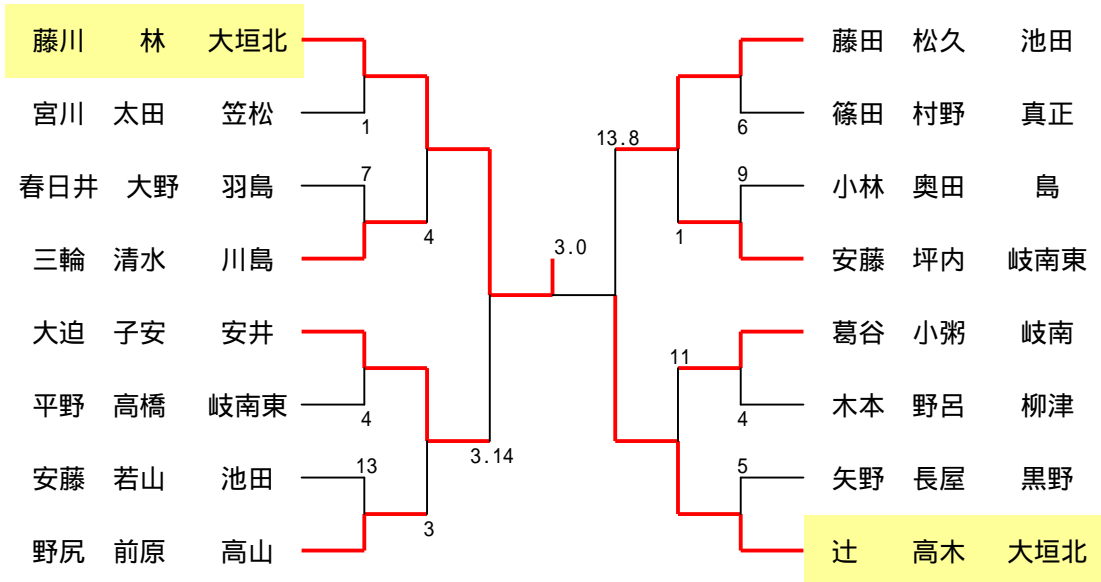 藤川 林 大垣北
宮川 太田 笠松
春日井 大野 羽島
三輪 清水 川島
大迫 子安 安井
平野 高橋 岐南東
安藤 若山 池田
野尻 前原 高山
1
7
4
4
13
3
3.14
3.0
13.8
6
9
1
11
4
5
藤田 松久 池田
篠田 村野 真正
小林 奥田 島
安藤 坪内 岐南東
葛谷 小粥 岐南
木本 野呂 柳津
矢野 長屋 黒野
辻 高木 大垣北